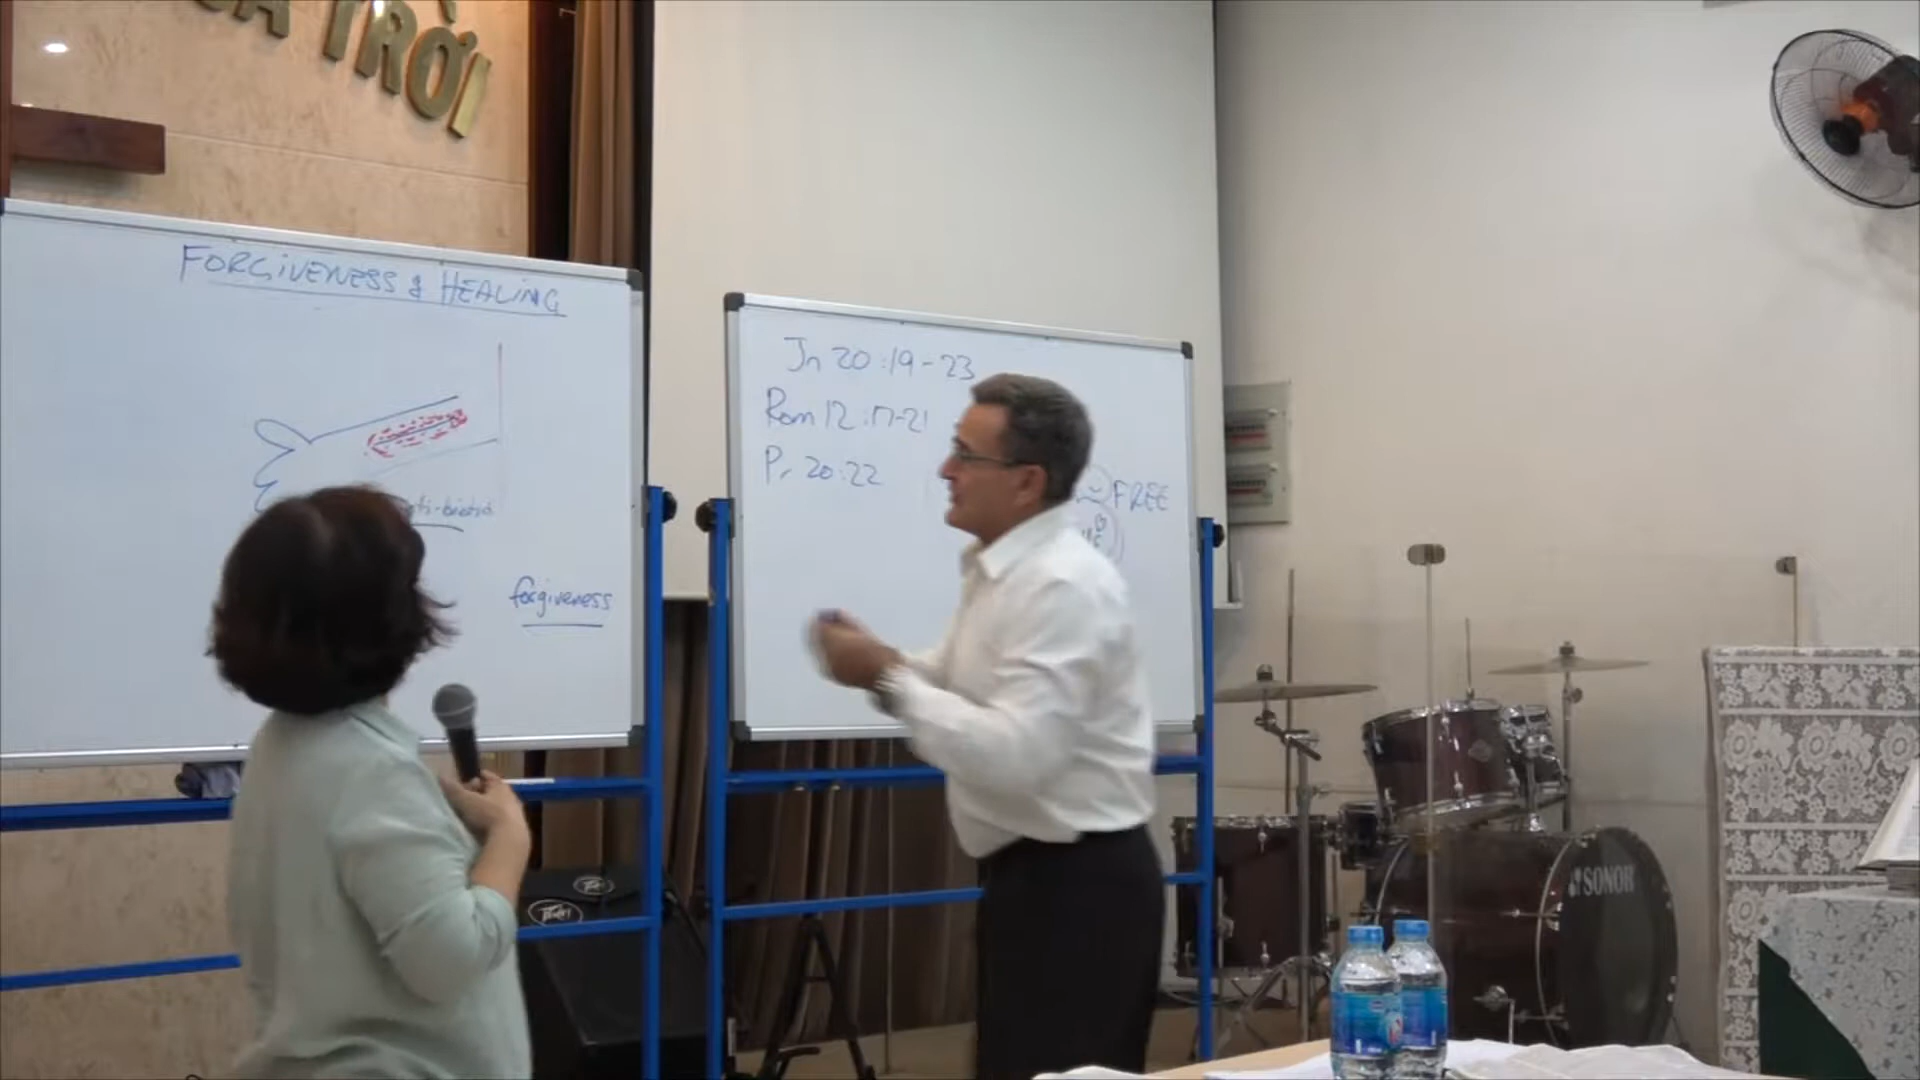 TRỜI
FORGIVENESS & HEALING
forgiveness
Jn 20:19-23
Rom 12:17-21
Pr 20:22
FREE
SONOR